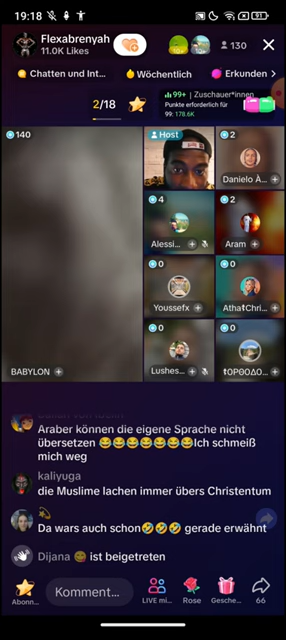 19:18
91
Flexabrenyah
11.0K Likes
130
Chatten und Int...
Wöchentlich
Erkunden
2/18
99+ | Zuschauer*innen
Punkte erforderlich für
99: 178.6K
140
Host
2
Danielo À...
4
2
Alessi...
Aram
0
0
Youssefx
Atha✝Chri...
0
0
BABYLON
Lushes...
✝ΟΡΘΟΔΟ...
Araber können die eigene Sprache nicht
übersetzen 😂😂😂😂😂😂😂Ich schmeiß
mich weg
kaliyuga
die Muslime lachen immer übers Christentum
Da wars auch schon🤣🤣🤣 gerade erwähnt
Dijana 😊 ist beigetreten
Abonn...
Komment...
LIVE mi...
Rose
Gesche...
66